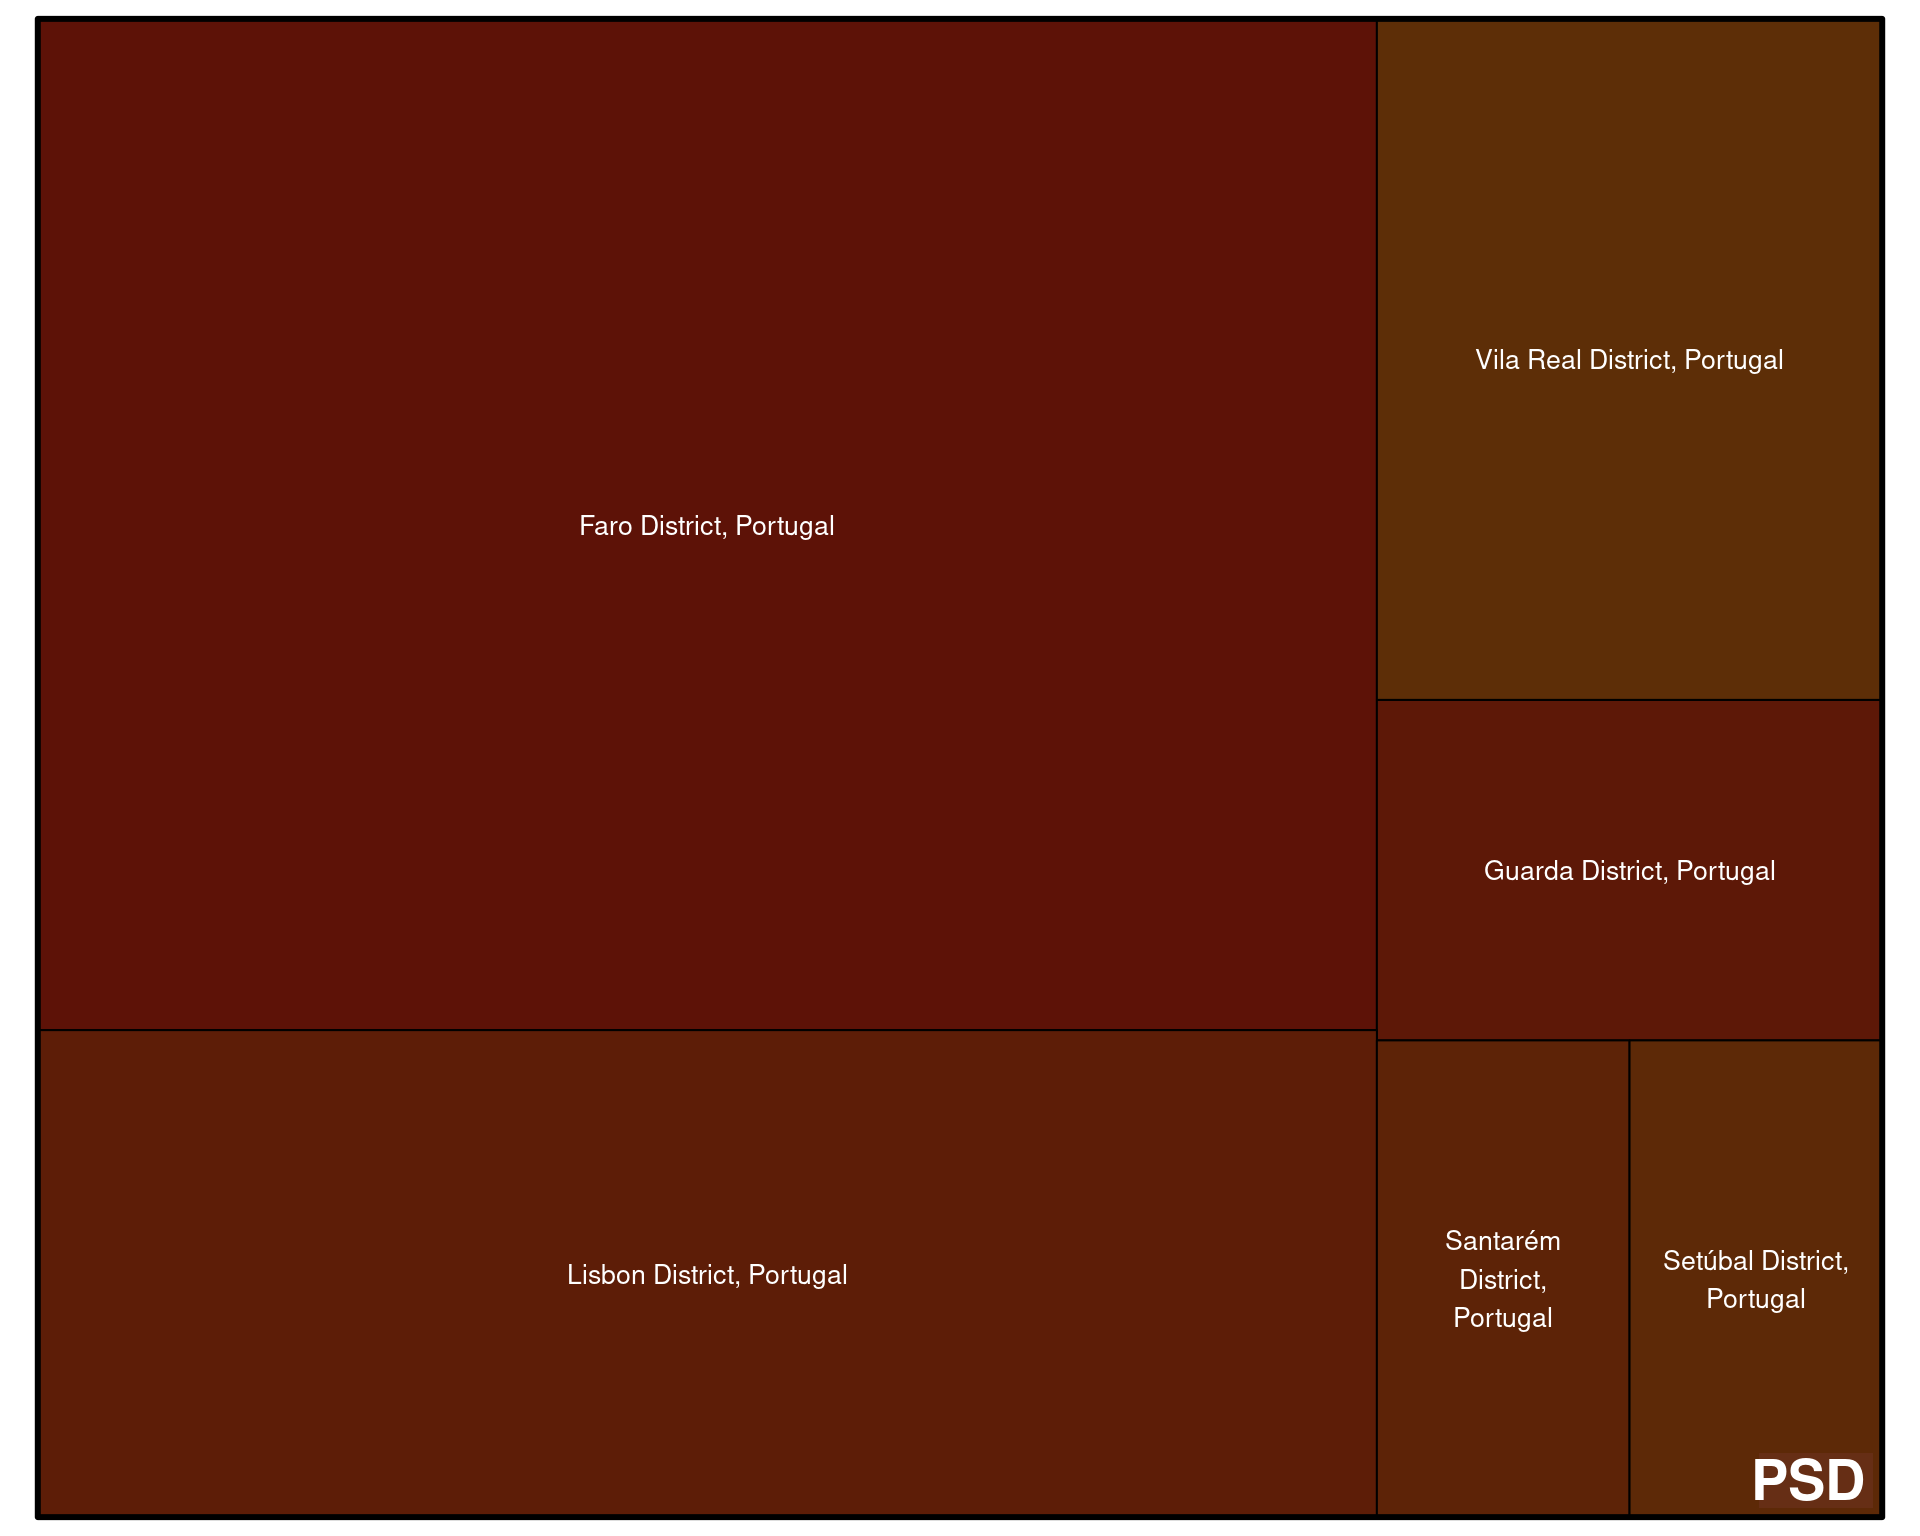 Faro District, Portugal
Lisbon District, Portugal
Vila Real District, Portugal
Guarda District, Portugal
Santarém
District,
Portugal
Setúbal District,
Portugal
PSD